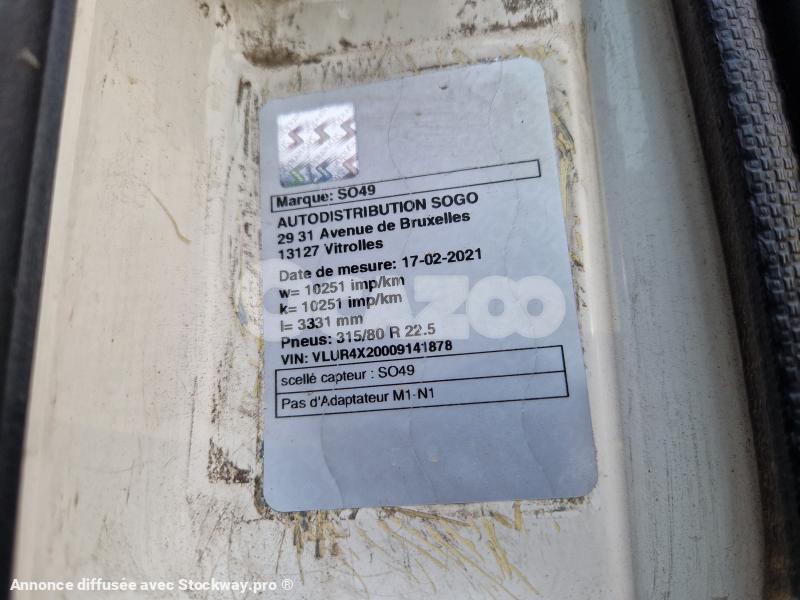 Marque: SO49
AUTODISTRIBUTION SOGO
29 31 Avenue de Bruxelles
13127 Vitrolles
Date de mesure: 17-02-2021
w= 10251 imp/km
k= 10251 imp/km
l= 3331 mm
Pneus: 315/80 R 22.5
VIN: VLUR4X20009141878
scellé capteur : SO49
Pas d'Adaptateur M1-N1
Annonce diffusée avec Stockway.pro ®